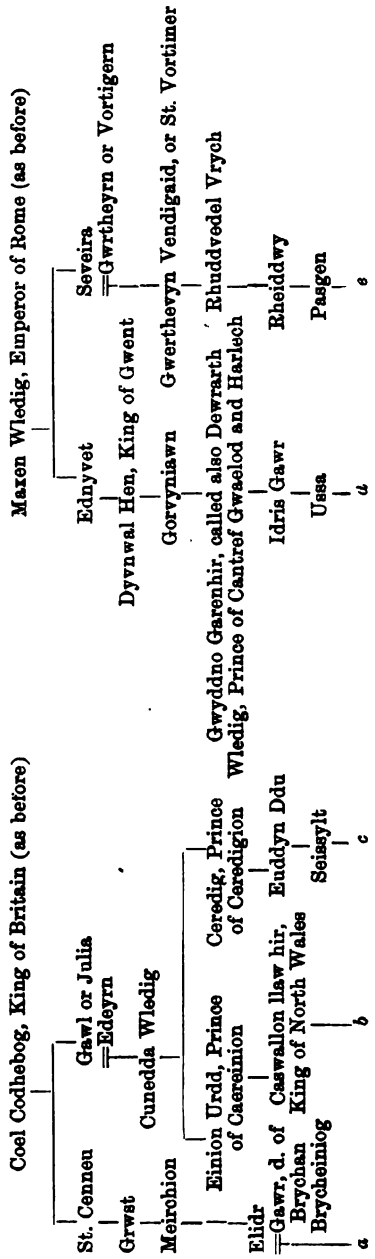 Coel Codhebog, King of Britain (as before)
St. Cenneu
Gawl or Julia
=Edeyrn
Grwst
Cunedda Wledig
Meirchion
Einion Urdd, Prince
of Caereinion
Ceredig, Prince
of Ceredigion
Elidr
=Gawr, d. of
Brychan
Brycheiniog
Caswallon llaw hir,
King of North Wales
Euddyn Ddu
Seissylt
a
b
c
Maxen Wledig, Emperor of Rome (as before)
Ednyvet
Seveira
=Gwrtheyrn or Vortigern
Dyvnwal Hen, King of Gwent
Gorvyniawn
Gwerthevyn Vendigaid, or St. Vortimer
Gwyddno Garenhir, called also Dewrarth
Wledig, Prince of Cantref Gwaelod and Harlech
Rhuddvedel Vrych
Idris Gawr
Rheiddwy
Ussa
Pasgen
d
e